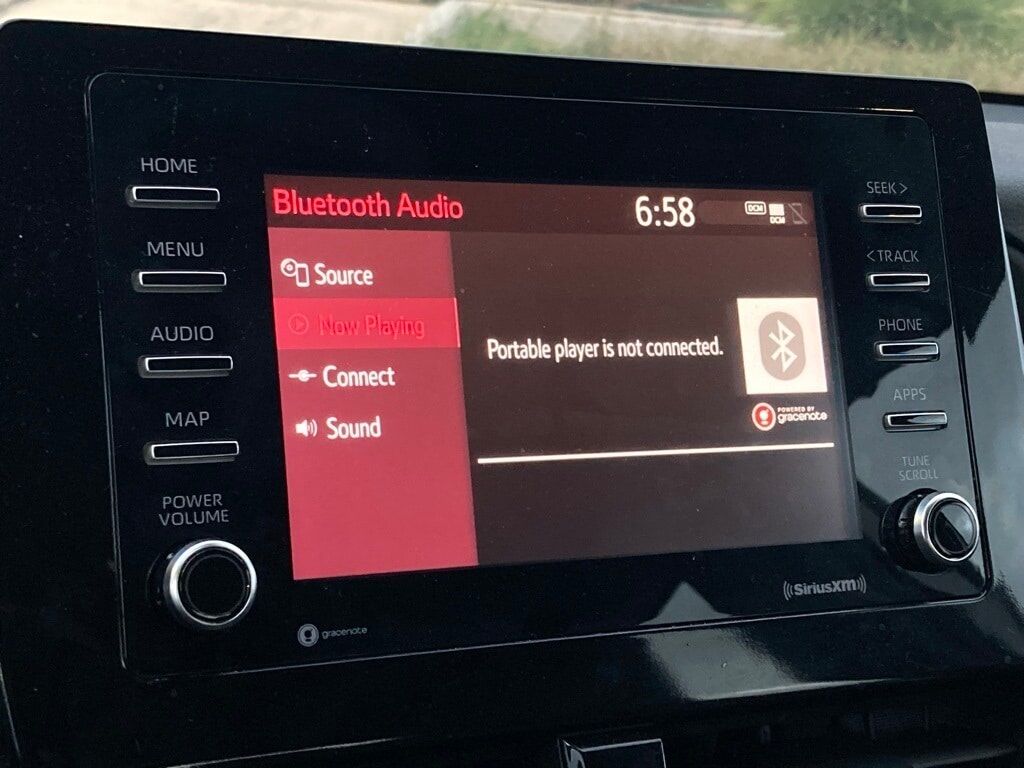 HOME
MENU
AUDIO
MAP
POWER
VOLUME
Bluetooth Audio
6:58
DCM
DCM
Source
Now Playing
Connect
Sound
Portable player is not connected.
POWERED BY
gracenote
SEEK >
< TRACK
PHONE
APPS
TUNE
SCROLL
gracenote
SiriusXM